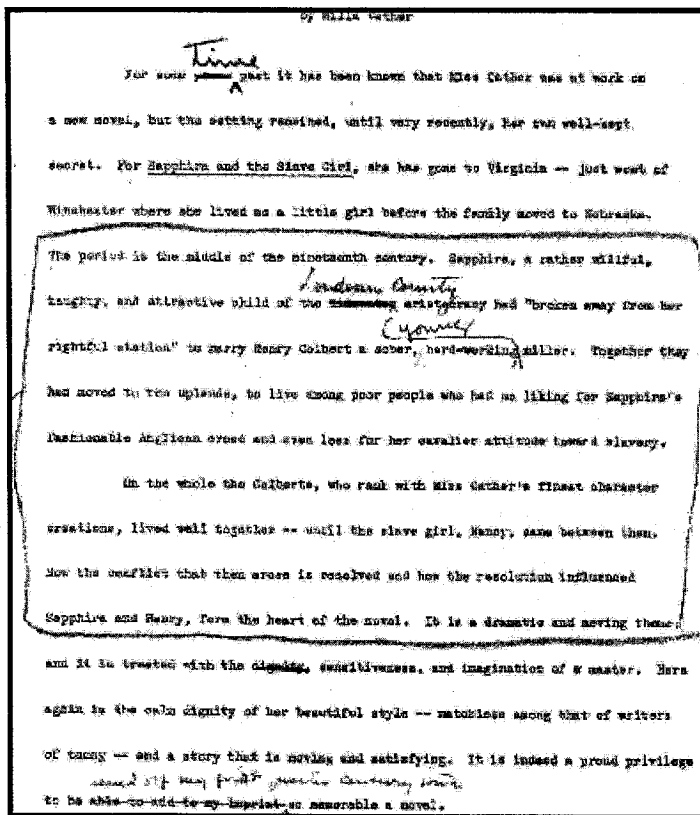 by Willa Cather
Time
For some years past it has been known that Miss Cather was at work on
a new novel, but the setting remained, until very recently, her own well-kept
secret. For Sapphira and the Slave Girl, she has gone to Virginia -- just west of
Winchester where she lived as a little girl before the family moved to Nebraska.
The period is the middle of the nineteenth century. Sapphira, a rather willful,
Loudoun County
haughty, and attractive child of the aristocracy had "broken away from her
rightful station" to marry Henry Colbert a sober, hard-working miller. Together they
had moved to the uplands, to live among poor people who had no liking for Sapphira's
fashionable Anglican creed and even less for her cavalier attitude toward slavery.
On the whole the Colberts, who rank with Miss Cather's finest character
creations, lived well together -- until the slave girl, Nancy, came between them.
How the conflict that then arose is resolved and how the resolution influenced
Sapphira and Henry, form the heart of the novel. It is a dramatic and moving theme,
and it is treated with the dignity, sensitiveness, and imagination of a master. Here
again is the calm dignity of her beautiful style -- matchless among that of writers
of today -- and a story that is moving and satisfying. It is indeed a proud privilege
my first quarter century with
to be able to add to my imprint so memorable a novel.